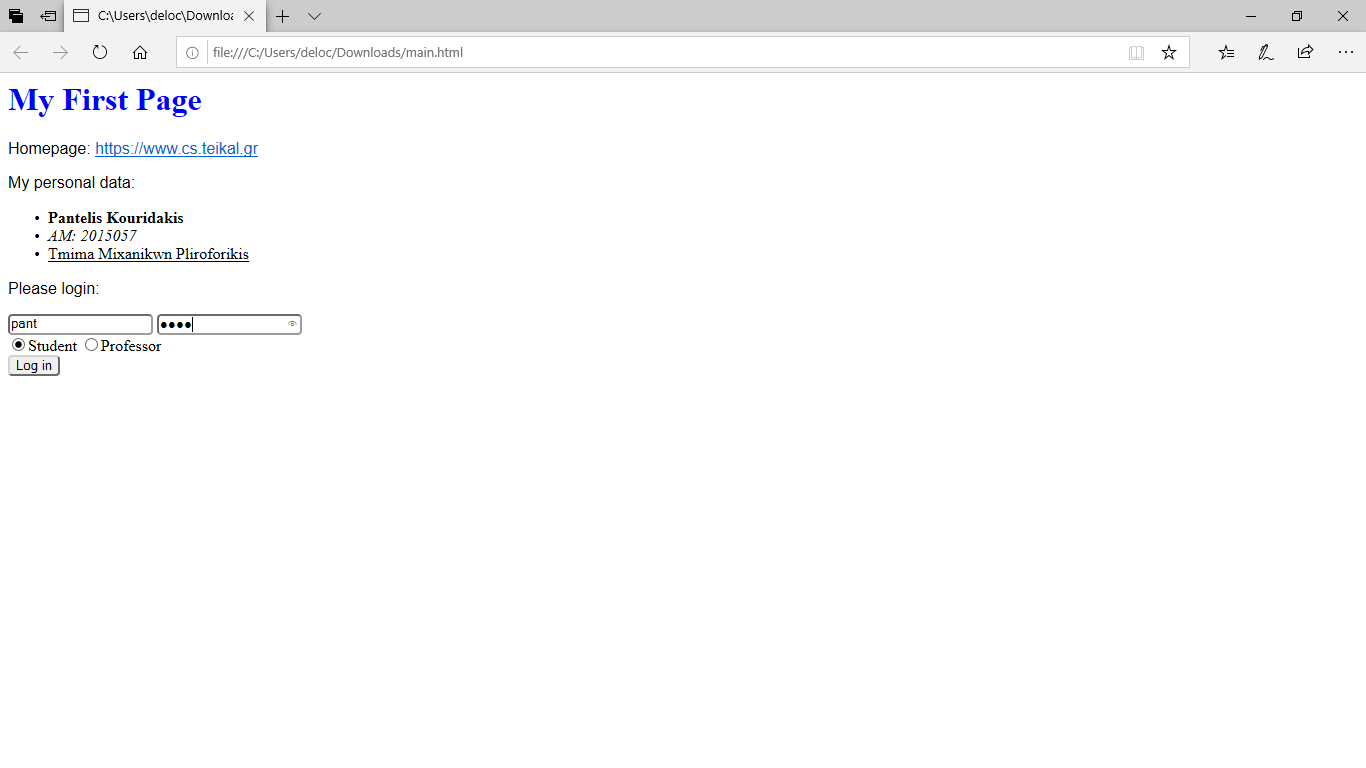 C:\Users\deloc\Downloa
file:///C:/Users/deloc/Downloads/main.html
My First Page
Homepage: https://www.cs.teikal.gr
My personal data:
• Pantelis Kouridakis
• AM: 2015057
• Tmima Mixanikwn Pliroforikis
Please login:
pant ●●●●
Student Professor
Log in